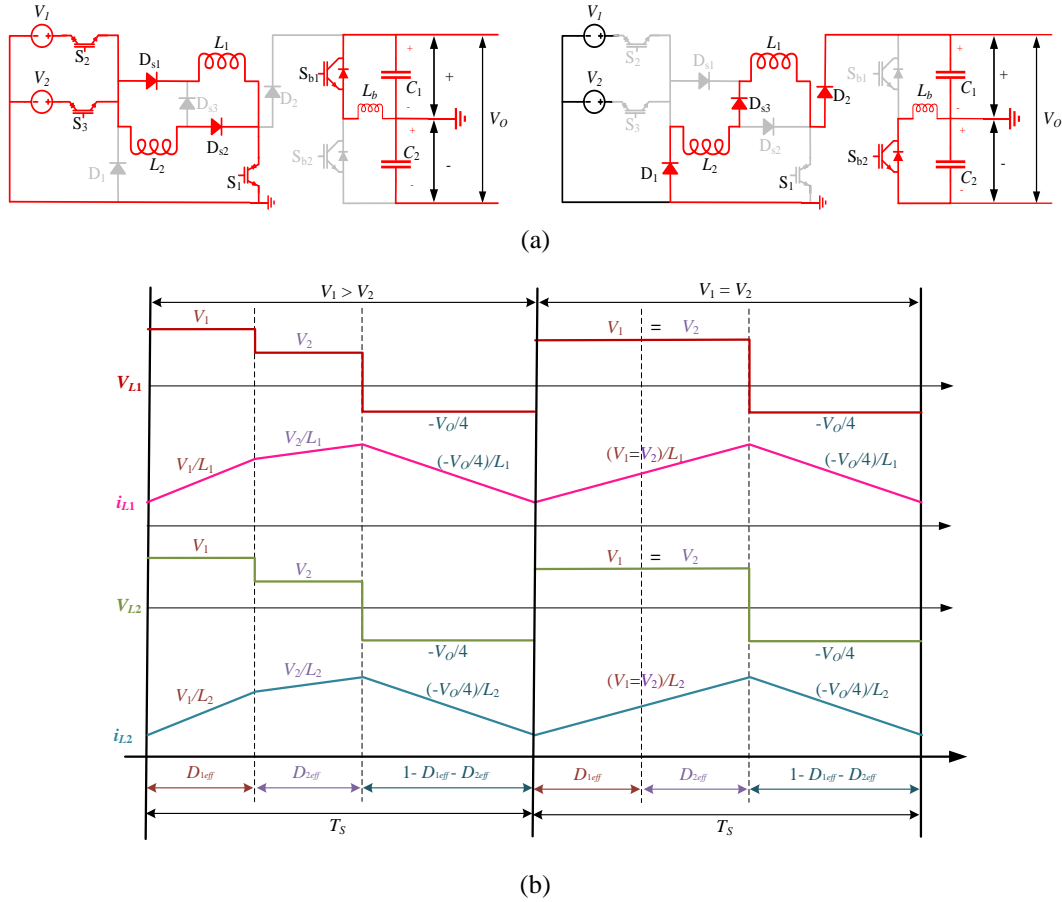 V1 S2 Ds1 L1 D2 Sb1 Lb + - C1 + VO
V2 S3 Ds3 Ds2 L2 D1 S1 Sb2 + - C2 -
V1 S2 Ds1 L1 D2 Sb1 Lb + - C1 + VO
V2 S3 Ds3 Ds2 L2 D1 S1 Sb2 + - C2 -
(a)
V1 > V2 V1 = V2
V1 V2 V1 = V2
VL1
-VO/4 -VO/4
V1/L1 V2/L1 (-VO/4)/L1 (V1=V2)/L1 (-VO/4)/L1
iL1
V1 V2 V1 = V2
VL2
-VO/4 -VO/4
V1/L2 V2/L2 (-VO/4)/L2 (V1=V2)/L2 (-VO/4)/L2
iL2
D1eff D2eff 1- D1eff - D2eff D1eff D2eff 1- D1eff - D2eff
TS TS
(b)